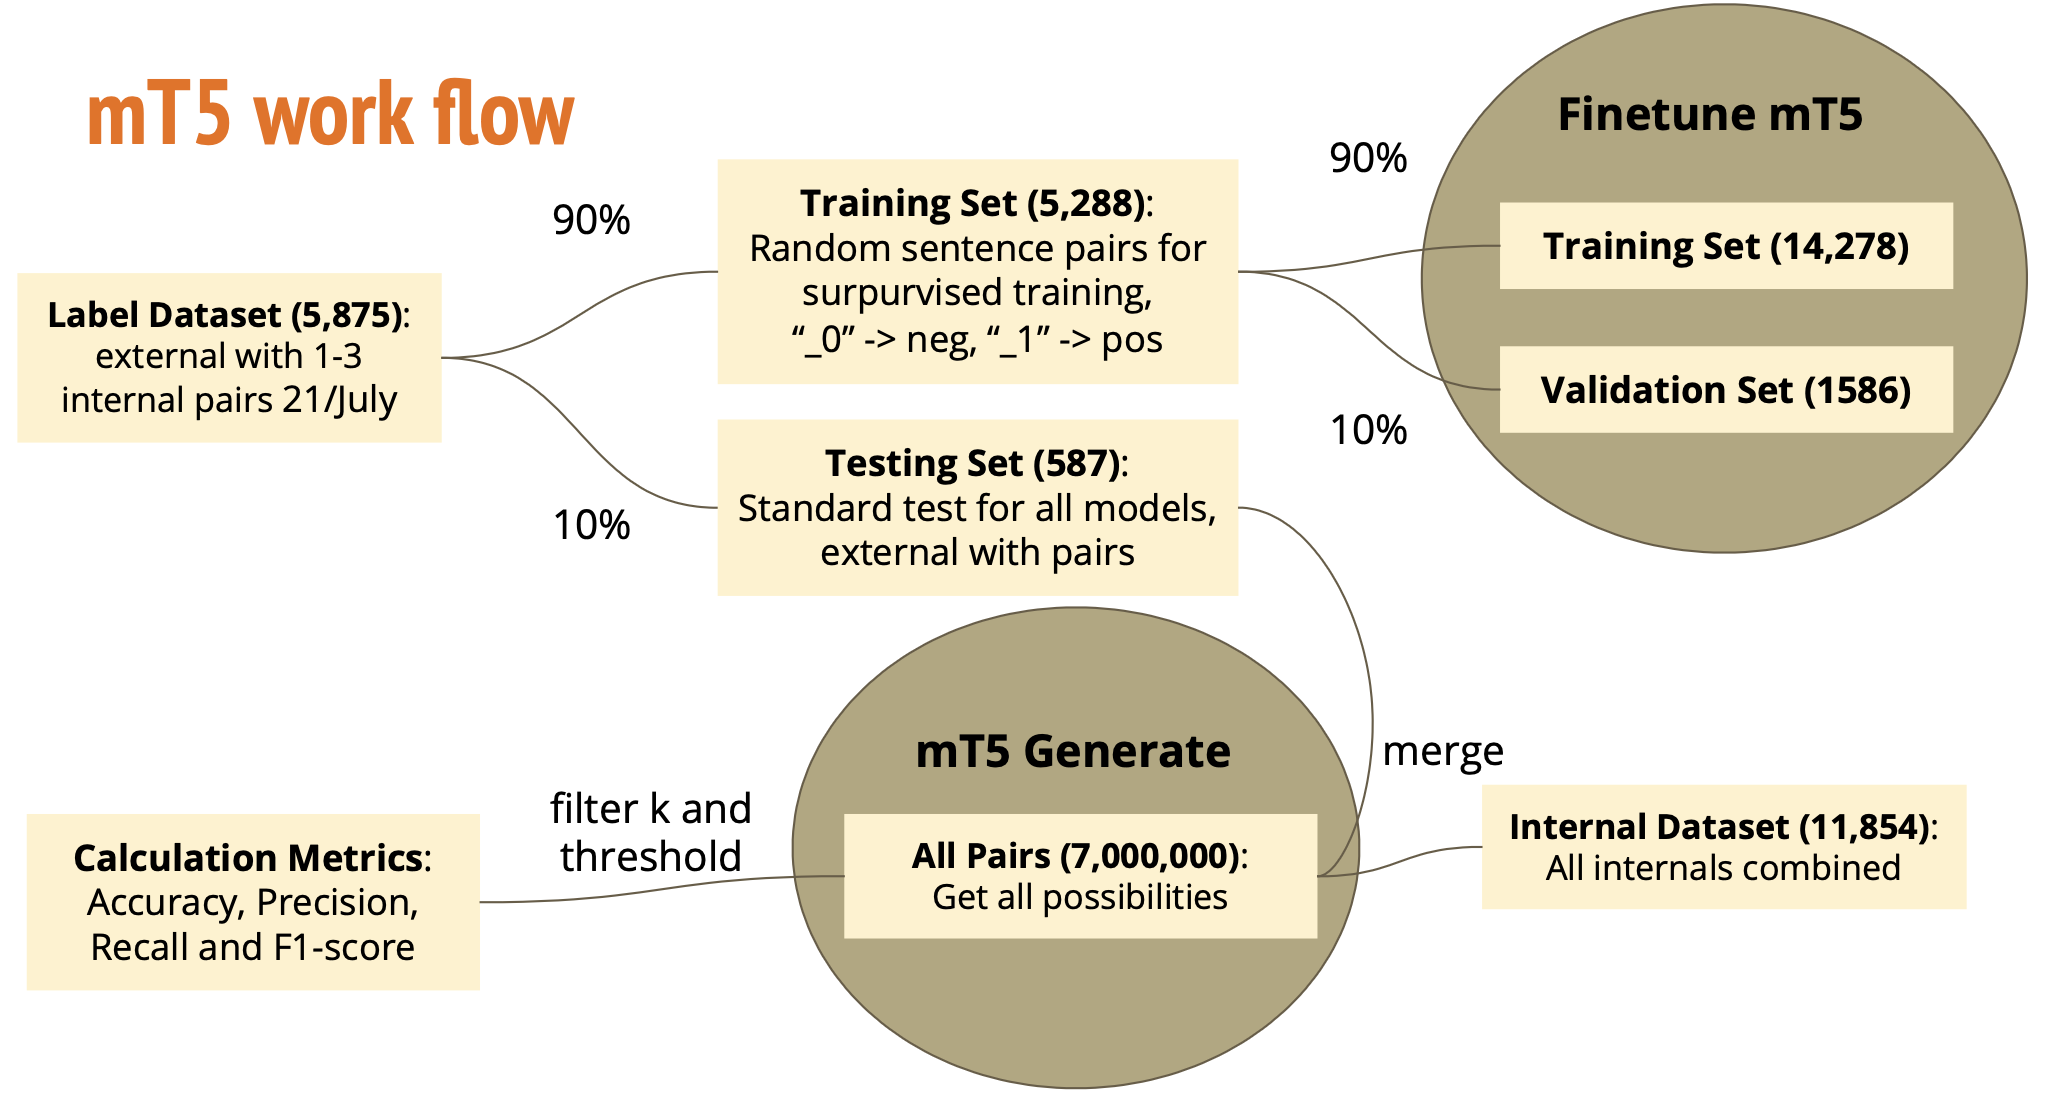 mT5 work flow
Label Dataset (5,875):
external with 1-3
internal pairs 21/July
90%
10%
Training Set (5,288):
Random sentence pairs for
surpurvised training,
“_0” -> neg, “_1” -> pos
Testing Set (587):
Standard test for all models,
external with pairs
90%
10%
Finetune mT5
Training Set (14,278)
Validation Set (1586)
merge
Internal Dataset (11,854):
All internals combined
mT5 Generate
All Pairs (7,000,000):
Get all possibilities
filter k and
threshold
Calculation Metrics:
Accuracy, Precision,
Recall and F1-score